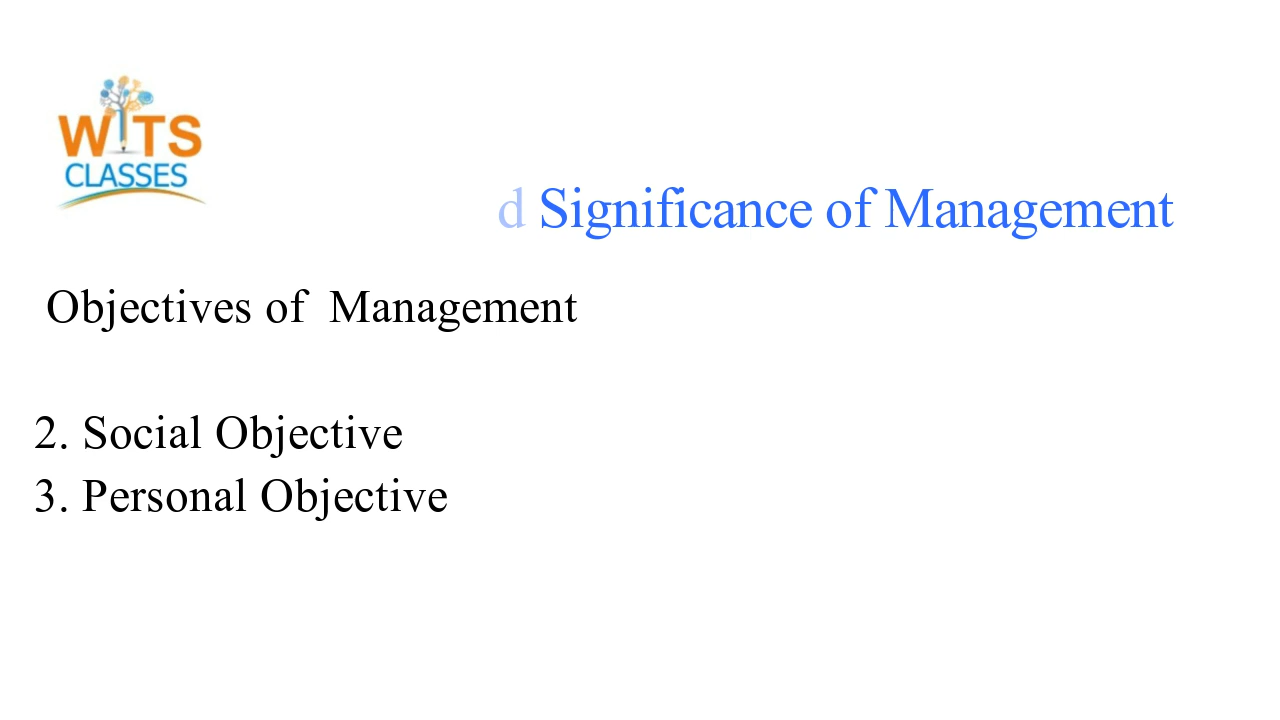 WITS
CLASSES
d Significance of Management
Objectives of Management
2. Social Objective
3. Personal Objective